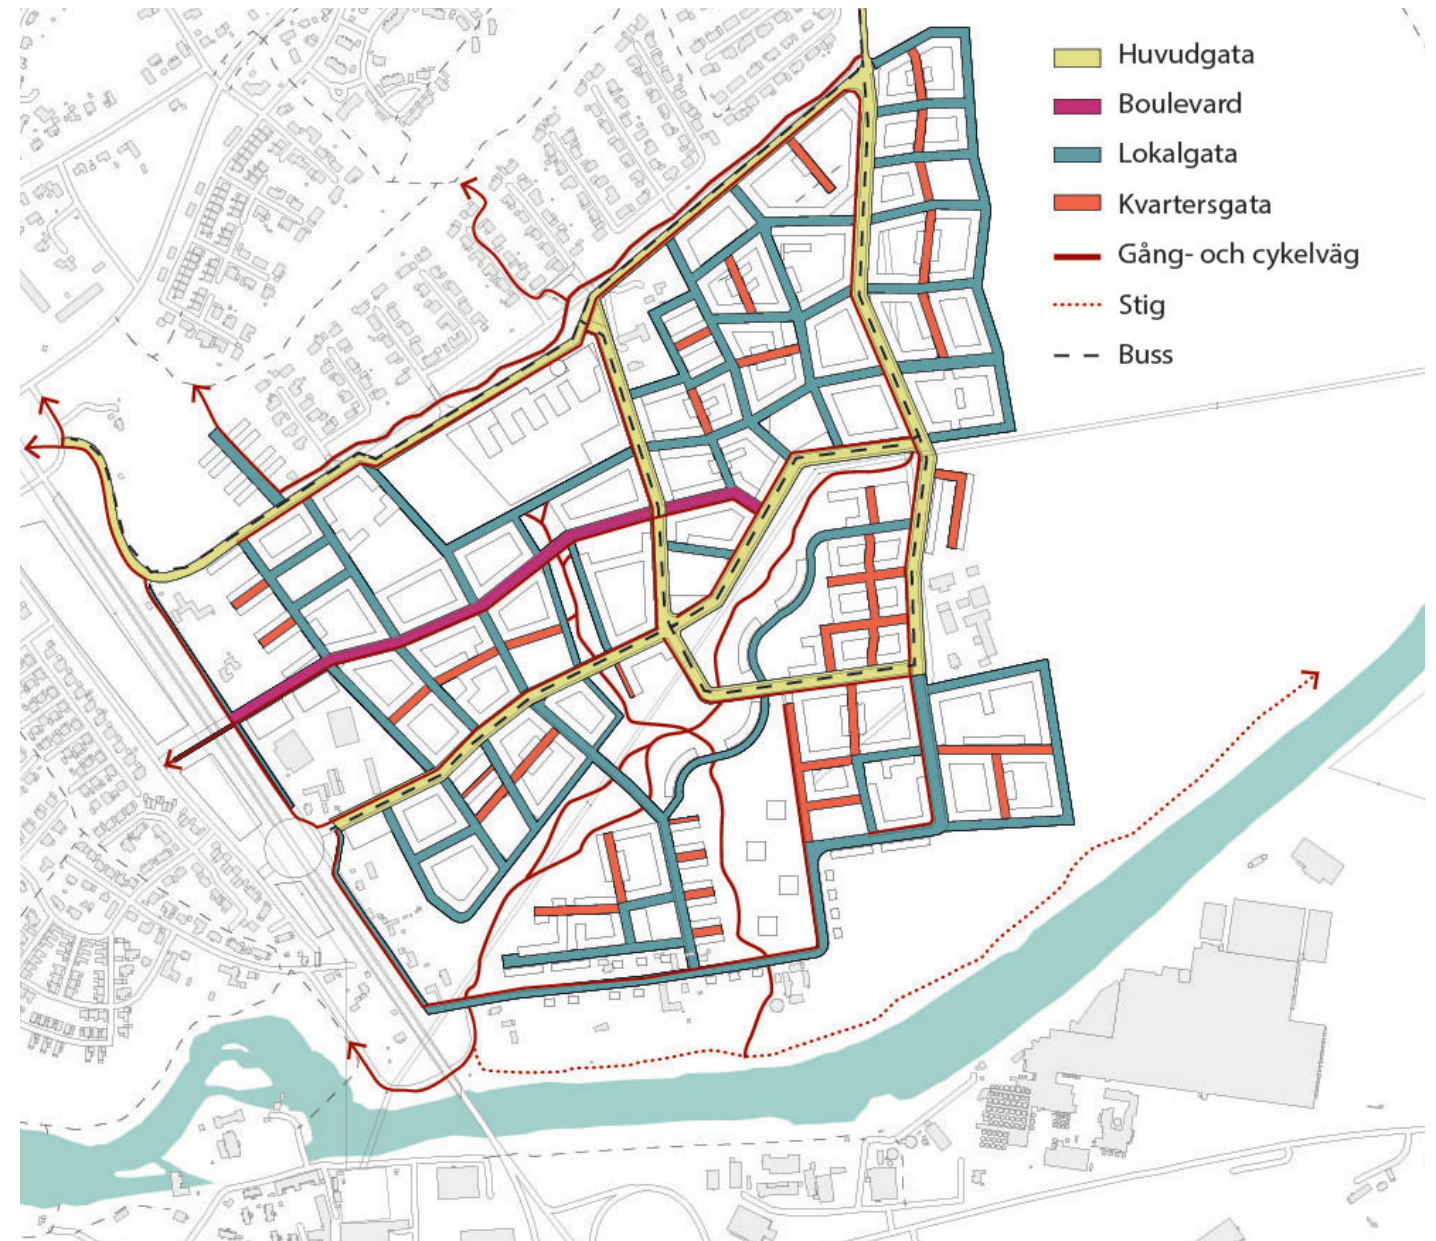 Huvudgata
Boulevard
Lokalgata
Kvartersgata
Gång- och cykelväg
Stig
Buss